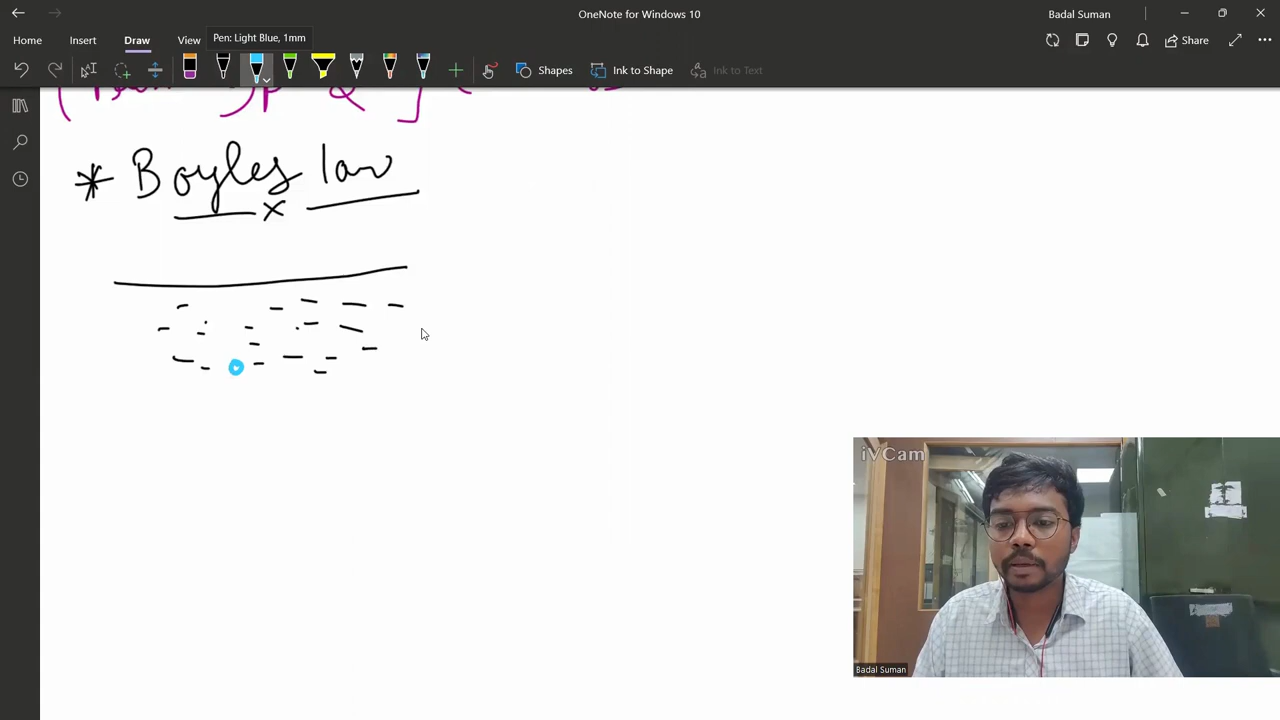 OneNote for Windows 10
Badal Suman
Home Insert Draw View
Pen: Light Blue, 1mm
Share
Shapes Ink to Shape Ink to Text
* Boyles law
x
iVCam
Badal Suman